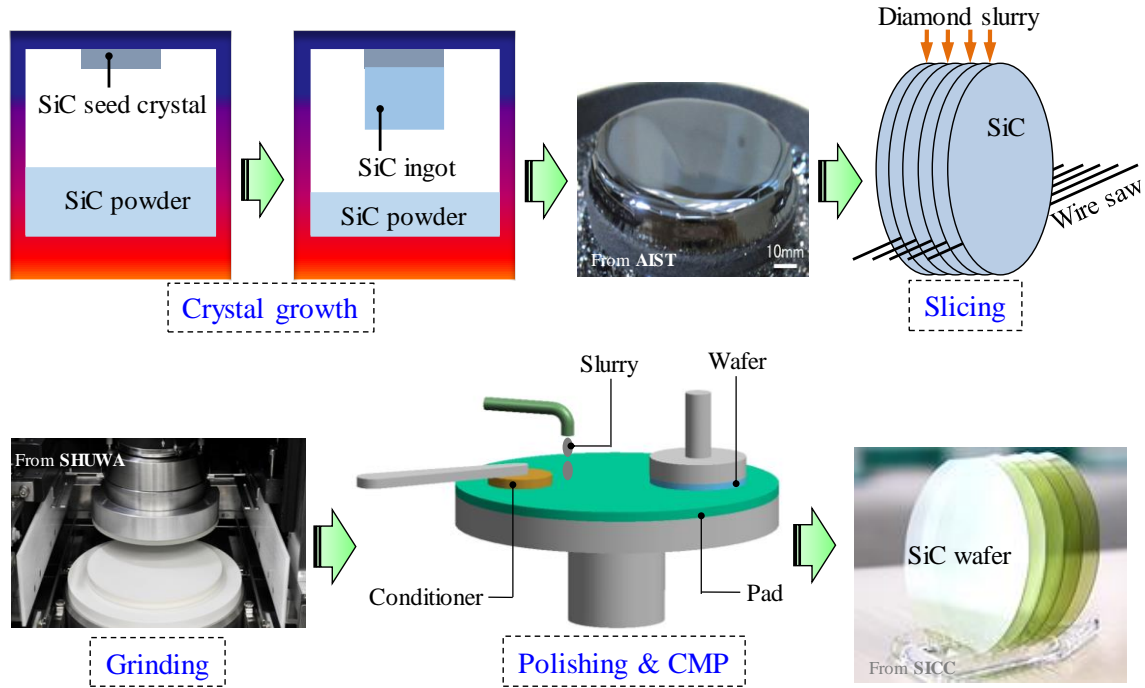 Diamond slurry
SiC seed crystal
SiC powder
SiC ingot
SiC powder
From AIST
10mm
SiC
Wire saw
Crystal growth
Slicing
Slurry
Wafer
From SHUWA
Conditioner
Pad
SiC wafer
From SICC
Grinding
Polishing & CMP